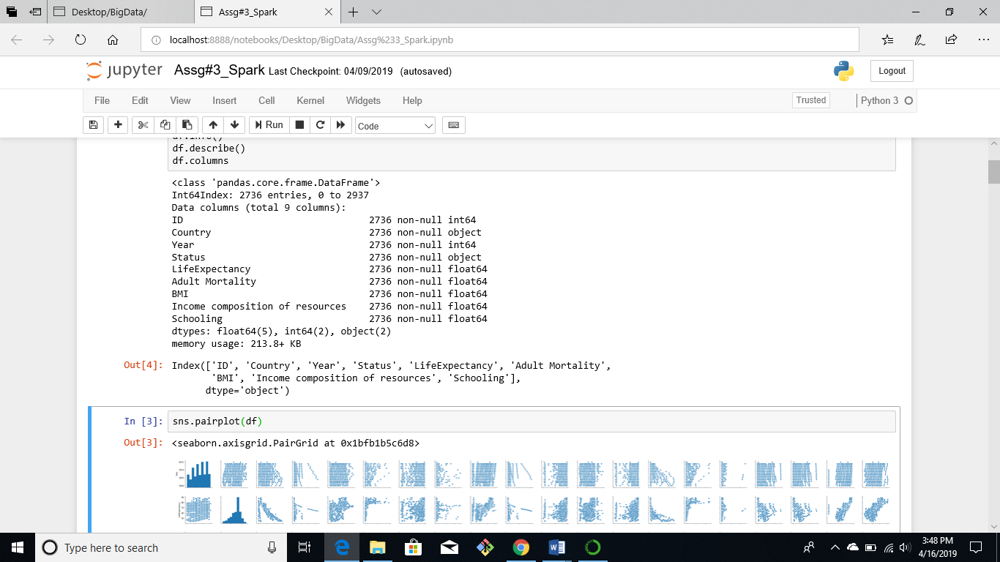 Desktop/BigData/
Assg#3_Spark
localhost:8888/notebooks/Desktop/BigData/Assg%233_Spark.ipynb
jupyter Assg#3_Spark Last Checkpoint: 04/09/2019 (autosaved)
Logout
File Edit View Insert Cell Kernel Widgets Help
Trusted
Python 3
Run
Code
df.info()
df.describe()
df.columns
<class 'pandas.core.frame.DataFrame'>
Int64Index: 2736 entries, 0 to 2937
Data columns (total 9 columns):
ID 2736 non-null int64
Country 2736 non-null object
Year 2736 non-null int64
Status 2736 non-null object
LifeExpectancy 2736 non-null float64
Adult Mortality 2736 non-null float64
BMI 2736 non-null float64
Income composition of resources 2736 non-null float64
Schooling 2736 non-null float64
dtypes: float64(5), int64(2), object(2)
memory usage: 213.8+ KB
Out[4]: Index(['ID', 'Country', 'Year', 'Status', 'LifeExpectancy', 'Adult Mortality',
'BMI', 'Income composition of resources', 'Schooling'],
dtype='object')
In [3]: sns.pairplot(df)
Out[3]: <seaborn.axisgrid.PairGrid at 0x1bfb1b5c6d8>
Type here to search
3:48 PM
4/16/2019